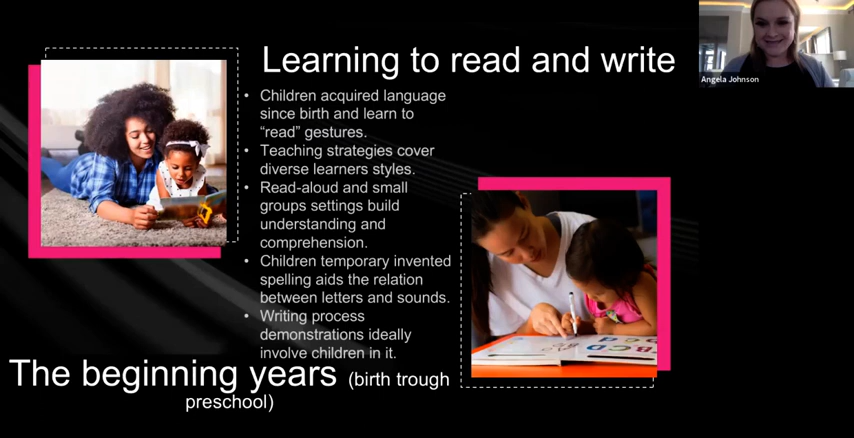 Learning to read and write
Angela Johnson
• Children acquired language
since birth and learn to
“read” gestures.
• Teaching strategies cover
diverse learners styles.
• Read-aloud and small
groups settings build
understanding and
comprehension.
• Children temporary invented
spelling aids the relation
between letters and sounds.
• Writing process
demonstrations ideally
involve children in it.
The beginning years (birth trough
preschool)